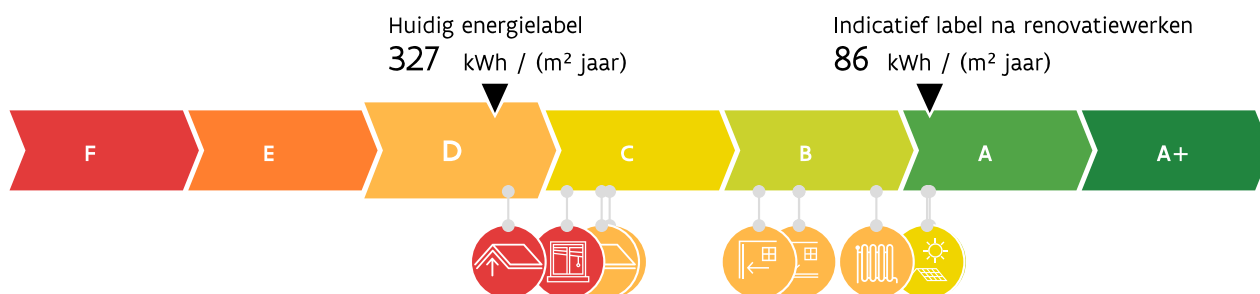 Huidig energielabel
327 kWh / (m² jaar)
Indicatief label na renovatiewerken
86 kWh / (m² jaar)
F E D C B A A+